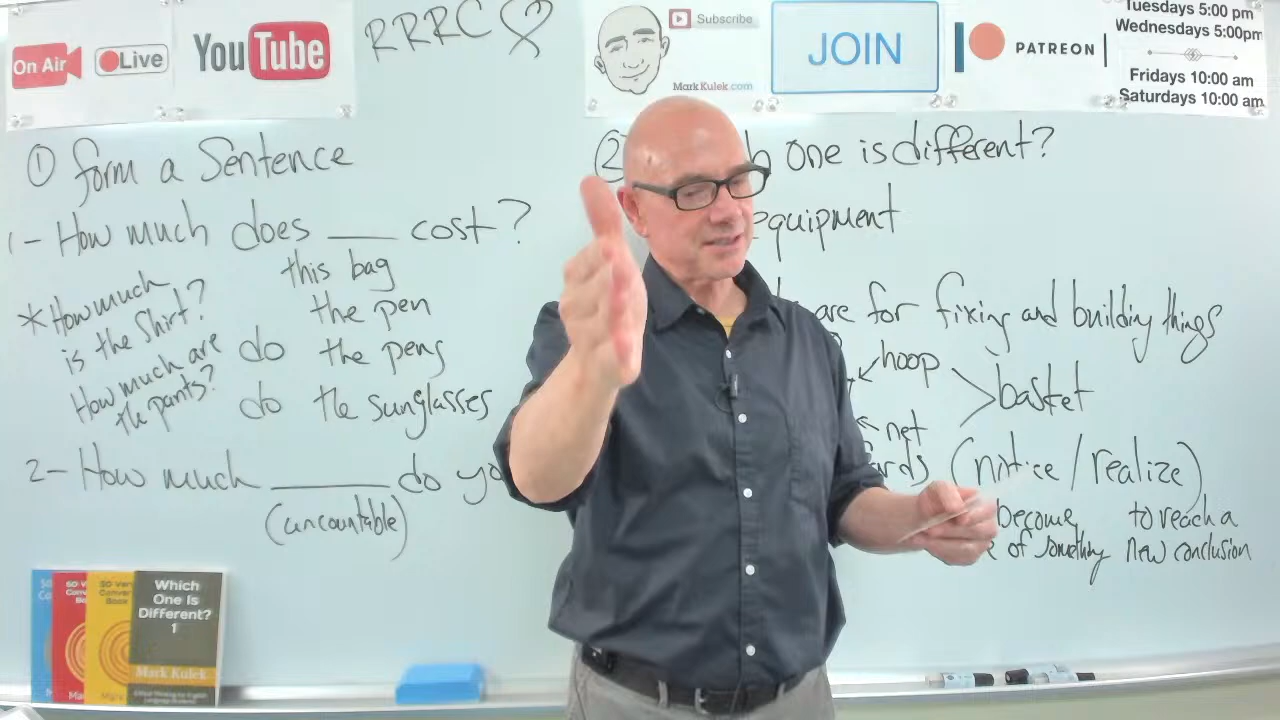 On Air
Live
YouTube
RRRC
Subscribe
MarkKulek.com
JOIN
PATREON
Tuesdays 5:00 pm
Wednesdays 5:00pm
Fridays 10:00 am
Saturdays 10:00 am
① form a Sentence
1- How much does ___ cost?
this bag
the pen
do the pens
do the sunglasses
*How much
is the Shirt?
How much are
the pants?
2- How much ___ do
(uncountable)
②
one is different?
equipment
are for fixing and building things
hoop
net
basket
(notice / realize)
become
of something
to reach a
new conclusion
Which
One Is
Different?
1
Mark Kulek